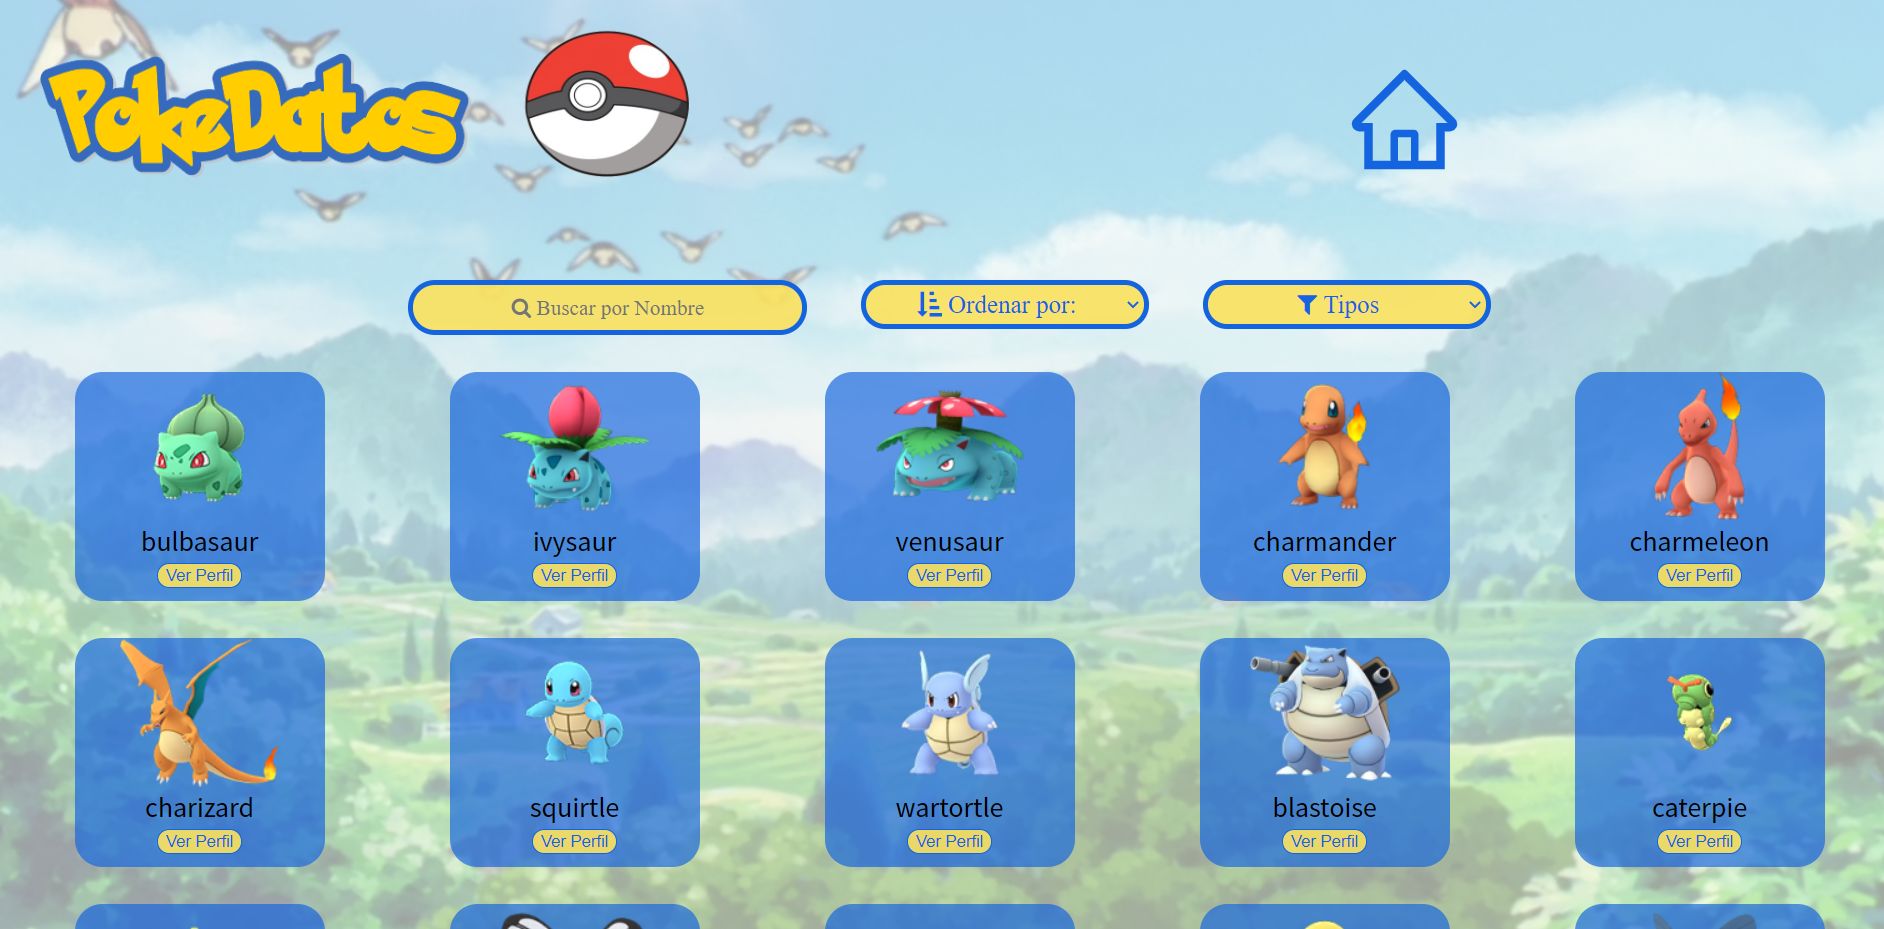 PokeDatos
Buscar por Nombre
Ordenar por:
Tipos
bulbasaur
Ver Perfil
ivysaur
Ver Perfil
venusaur
Ver Perfil
charmander
Ver Perfil
charmeleon
Ver Perfil
charizard
Ver Perfil
squirtle
Ver Perfil
wartortle
Ver Perfil
blastoise
Ver Perfil
caterpie
Ver Perfil